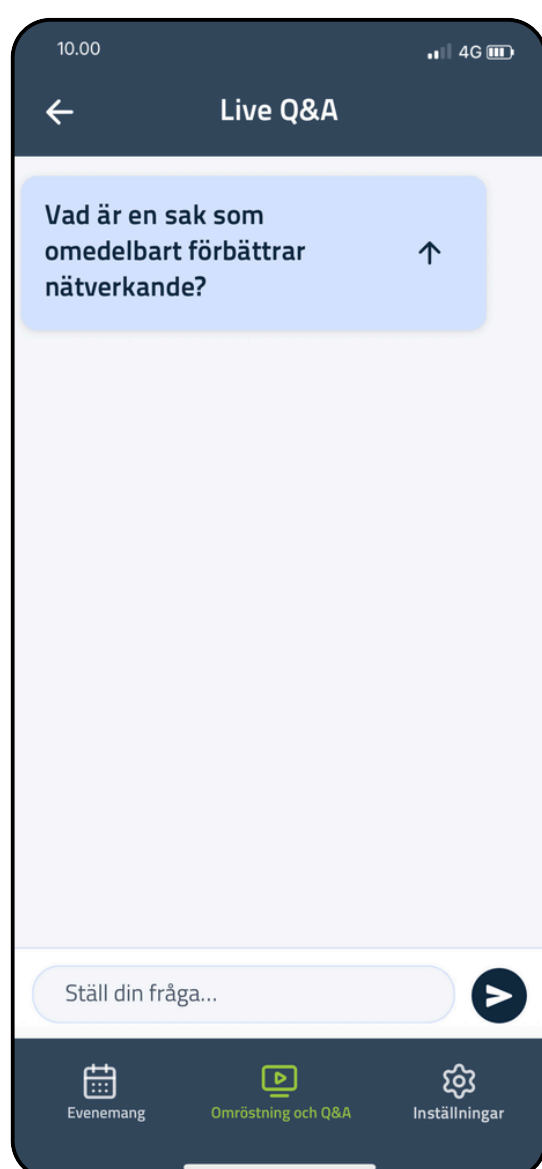 10.00
4G
Live Q&A
Vad är en sak som
omedelbart förbättrar
nätverkande?
Ställ din fråga...
Evenemang
Omröstning och Q&A
Inställningar